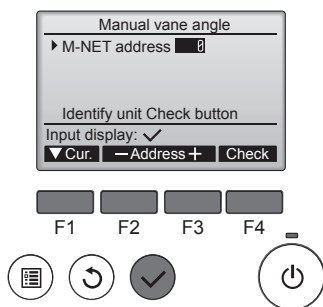 Manual vane angle
M-NET address 0
Identify unit Check button
Input display: ✓
▼ Cur. − Address + Check
F1 F2 F3 F4